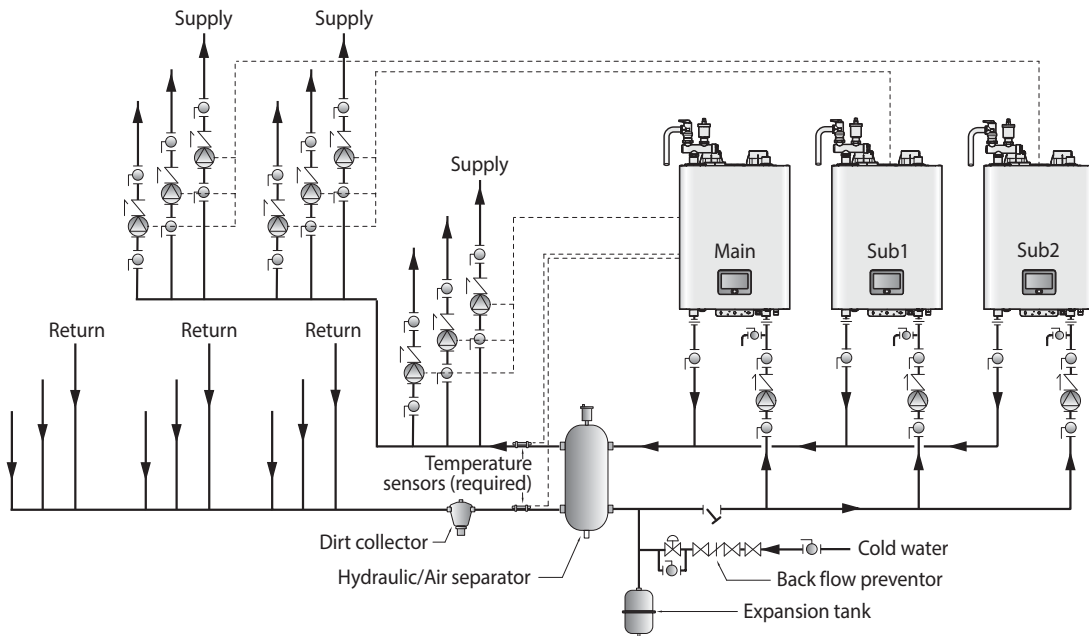 Supply
Supply
Supply
Main
Sub1
Sub2
Return
Return
Return
Temperature
sensors (required)
Dirt collector
Hydraulic/Air separator
Cold water
Back flow preventor
Expansion tank